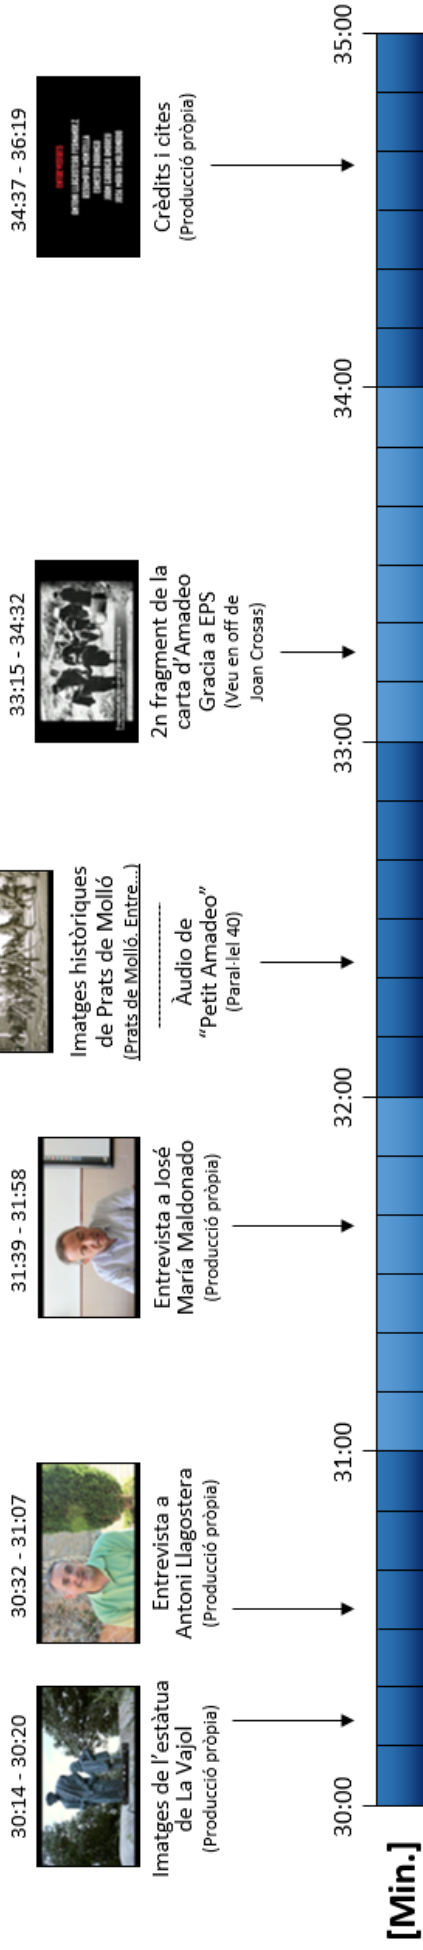 30:14 - 30:20
Imatges de l'estàtua
de La Vajol
(Producció pròpia)
30:32 - 31:07
Entrevista a
Antoni Llagostera
(Producció pròpia)
31:39 - 31:58
Entrevista a José
María Maldonado
(Producció pròpia)
Imatges històriques
de Prats de Molló
(Prats de Molló. Entre...)
--------------------
Àudio de
“Petit Amadeo”
(Paral·lel 40)
33:15 - 34:32
2n fragment de la
carta d'Amadeo
Gracia a EPS
(Veu en off de
Joan Crosas)
34:37 - 36:19
Crèdits i cites
(Producció pròpia)
[Min.]
30:00
31:00
32:00
33:00
34:00
35:00